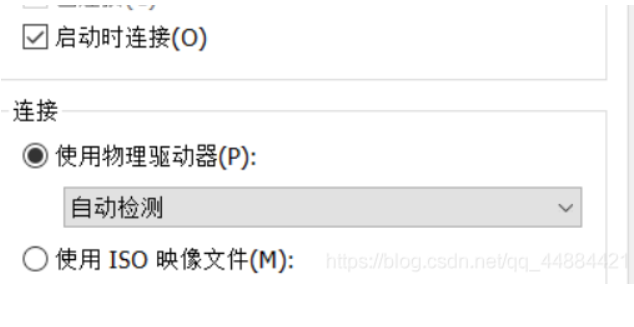 启动时连接(O)
连接
使用物理驱动器(P):
自动检测
使用 ISO 映像文件(M):
https://blog.csdn.net/qq_44884421